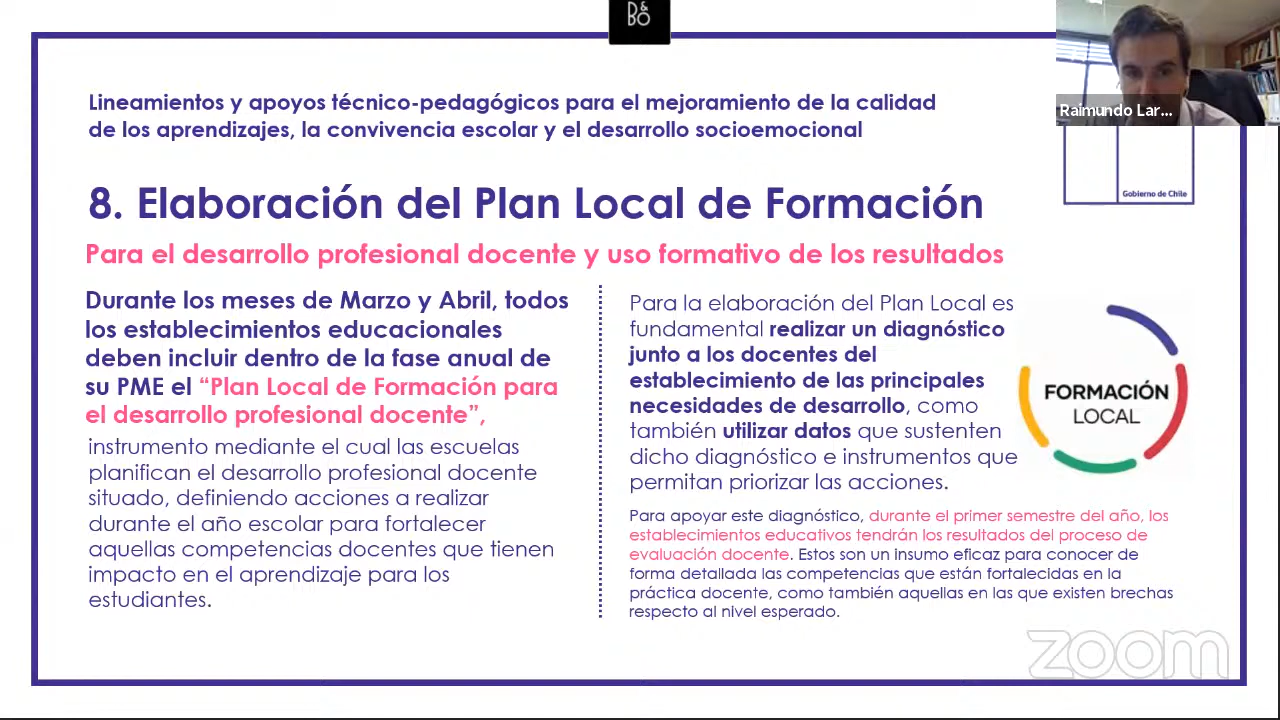 D&
BO
Raimundo Lar...
Lineamientos y apoyos técnico-pedagógicos para el mejoramiento de la calidad
de los aprendizajes, la convivencia escolar y el desarrollo socioemocional
Gobierno de Chile
8. Elaboración del Plan Local de Formación
Para el desarrollo profesional docente y uso formativo de los resultados
Durante los meses de Marzo y Abril, todos
los establecimientos educacionales
deben incluir dentro de la fase anual de
su PME el “Plan Local de Formación para
el desarrollo profesional docente”,
instrumento mediante el cual las escuelas
planifican el desarrollo profesional docente
situado, definiendo acciones a realizar
durante el año escolar para fortalecer
aquellas competencias docentes que tienen
impacto en el aprendizaje para los
estudiantes.
Para la elaboración del Plan Local es
fundamental realizar un diagnóstico
junto a los docentes del
establecimiento de las principales
necesidades de desarrollo, como
también utilizar datos que sustenten
dicho diagnóstico e instrumentos que
permitan priorizar las acciones.
FORMACIÓN
LOCAL
Para apoyar este diagnóstico, durante el primer semestre del año, los
establecimientos educativos tendrán los resultados del proceso de
evaluación docente. Estos son un insumo eficaz para conocer de
forma detallada las competencias que están fortalecidas en la
práctica docente, como también aquellas en las que existen brechas
respecto al nivel esperado.
zoom